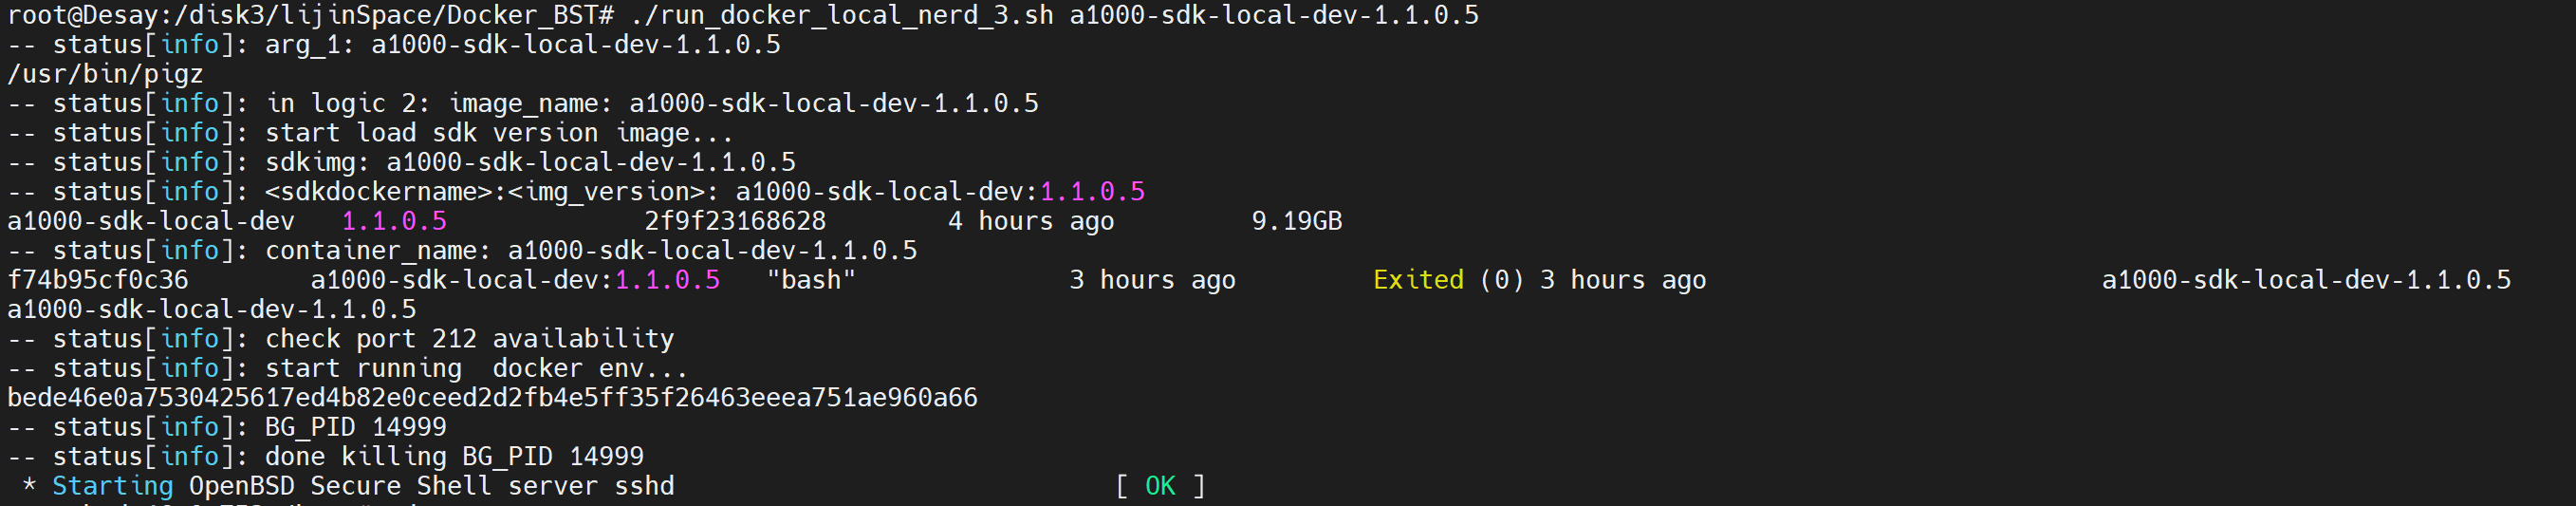 root@Desay:/disk3/lijinSpace/Docker_BST# ./run_docker_local_nerd_3.sh a1000-sdk-local-dev-1.1.0.5
-- status[info]: arg_1: a1000-sdk-local-dev-1.1.0.5
/usr/bin/pigz
-- status[info]: in logic 2: image_name: a1000-sdk-local-dev-1.1.0.5
-- status[info]: start load sdk version image...
-- status[info]: sdkimg: a1000-sdk-local-dev-1.1.0.5
-- status[info]: <sdkdockername>:<img_version>: a1000-sdk-local-dev:1.1.0.5
a1000-sdk-local-dev   1.1.0.5             2f9f23168628        4 hours ago         9.19GB
-- status[info]: container_name: a1000-sdk-local-dev-1.1.0.5
f74b95cf0c36        a1000-sdk-local-dev:1.1.0.5   "bash"              3 hours ago         Exited (0) 3 hours ago                          a1000-sdk-local-dev-1.1.0.5
a1000-sdk-local-dev-1.1.0.5
-- status[info]: check port 212 availability
-- status[info]: start running  docker env...
bede46e0a7530425617ed4b82e0ceed2d2fb4e5ff35f26463eeea751ae960a66
-- status[info]: BG_PID 14999
-- status[info]: done killing BG_PID 14999
 * Starting OpenBSD Secure Shell server sshd                             [ OK ]